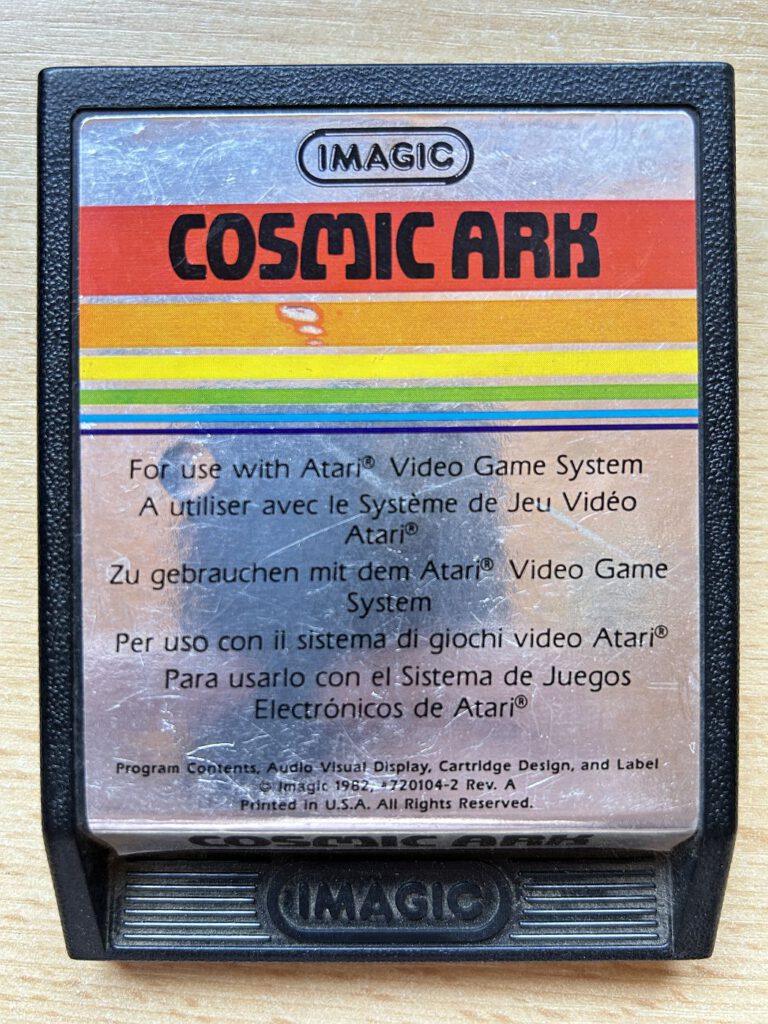 IMAGIC
COSMIC ARK
For use with Atari® Video Game System
A utiliser avec le Système de Jeu Vidéo
Atari®
Zu gebrauchen mit dem Atari® Video Game
System
Per uso con il sistema di giochi video Atari®
Para usarlo con el Sistema de Juegos
Electrónicos de Atari®
Program Contents, Audio Visual Display, Cartridge Design, and Label
© Imagic 1982, #720104-2 Rev. A
Printed in U.S.A. All Rights Reserved.
COSMIC ARK
IMAGIC